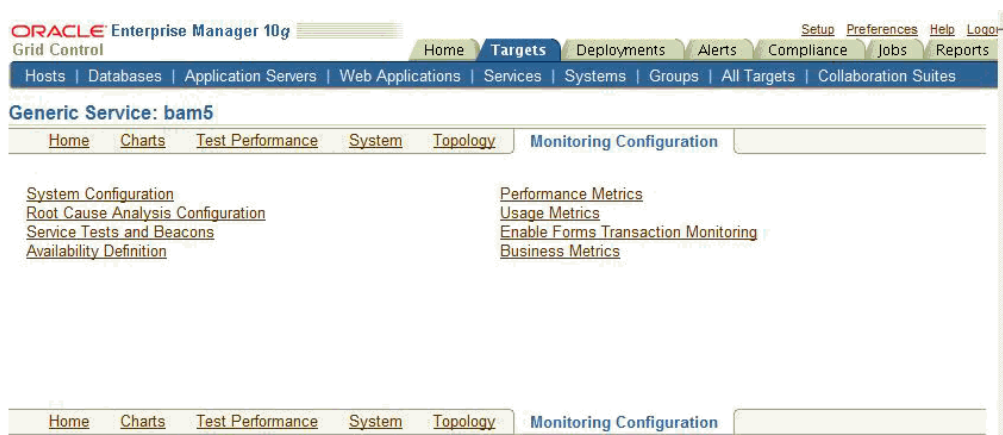 ORACLE Enterprise Manager 10g
Grid Control
Setup Preferences Help Logo
Home Targets Deployments Alerts Compliance Jobs Reports
Hosts | Databases | Application Servers | Web Applications | Services | Systems | Groups | All Targets | Collaboration Suites
Generic Service: bam5
Home Charts Test Performance System Topology Monitoring Configuration
System Configuration
Root Cause Analysis Configuration
Service Tests and Beacons
Availability Definition
Performance Metrics
Usage Metrics
Enable Forms Transaction Monitoring
Business Metrics
Home Charts Test Performance System Topology Monitoring Configuration